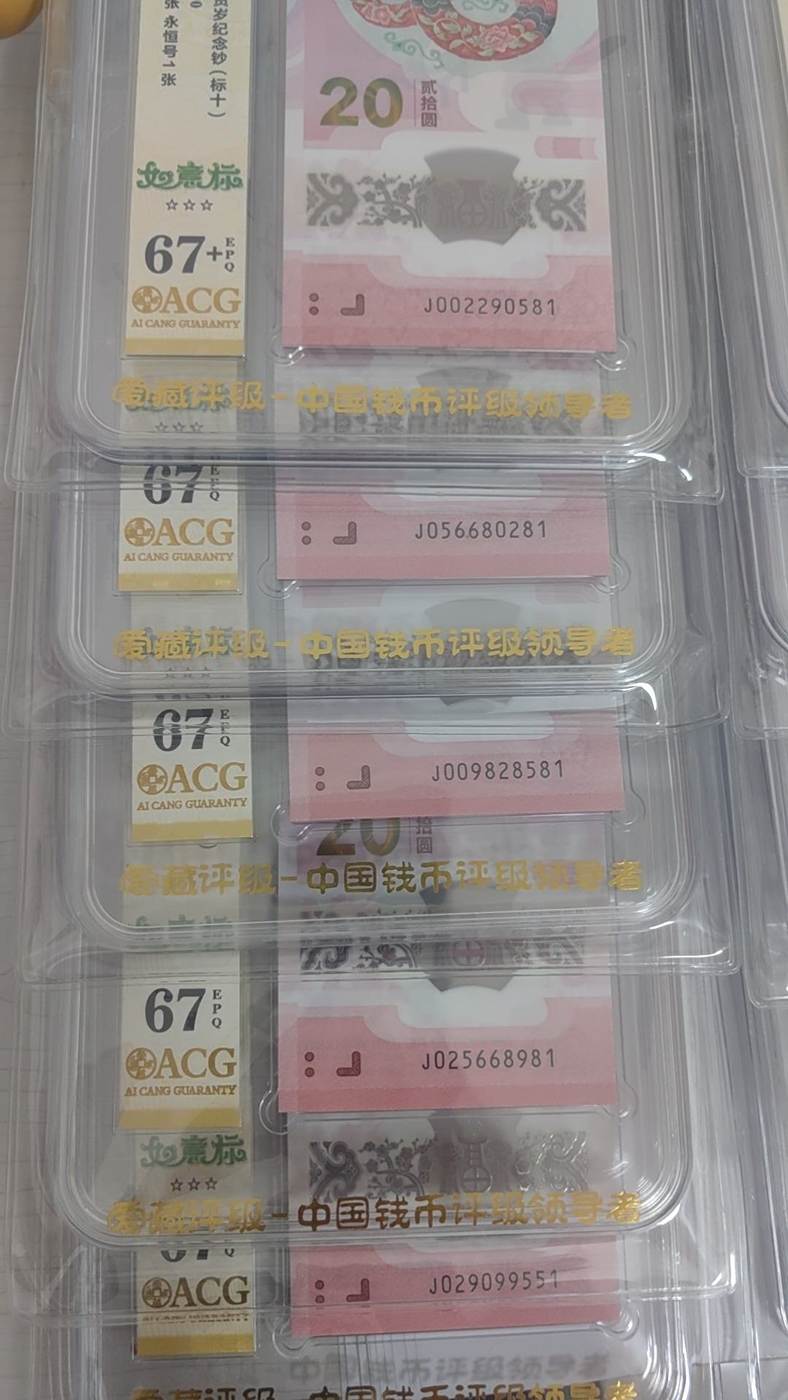 贺岁纪念钞（标十）
张 永恒号1张
如意标
☆☆☆
67+EPQ
ACG
AI CANG GUARANTY
20 贰拾圆
J002290581
爱藏评级-中国钱币评级领导者
67
ACG
AI CANG GUARANTY
J056680281
爱藏评级-中国钱币评级领导者
67
ACG
AI CANG GUARANTY
J009828581
20 拾圆
爱藏评级-中国钱币评级领导者
67EPQ
ACG
AI CANG GUARANTY
J025668981
如意标
☆☆☆
爱藏评级-中国钱币评级领导者
67
ACG
J029099551
中国钱币评级领导者